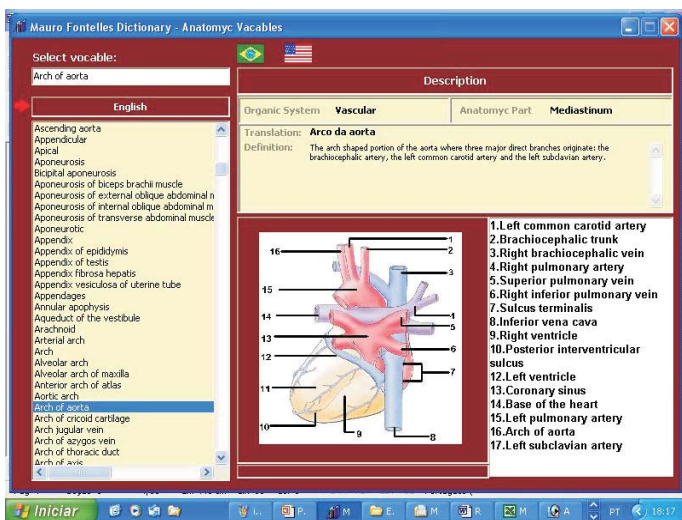 Mauro Fontelles Dictionary - Anatomyc Vacables
Select vocable:
Arch of aorta
English
Ascending aorta
Appendicular
Apical
Aponeurosis
Bicipital aponeurosis
Aponeurosis of biceps brachii muscle
Aponeurosis of external oblique abdominal n
Aponeurosis of internal oblique abdominal m
Aponeurosis of transverse abdominal muscle
Aponeurotic
Appendix
Appendix of epididymis
Appendix of testis
Appendix fibrosa hepatis
Appendix vesiculosa of uterine tube
Appendages
Annular apophysis
Aqueduct of the vestibule
Arachnoid
Arterial arch
Arch
Alveolar arch
Alveolar arch of maxilla
Anterior arch of atlas
Aortic arch
Arch of aorta
Arch of cricoid cartilage
Arch jugular vein
Arch of azygos vein
Arch of thoracic duct
Arch of axis
Description
Organic System Vascular Anatomyc Part Mediastinum
Translation: Arco da aorta
Definition: The arch shaped portion of the aorta where three major direct branches originate: the
brachiocephalic artery, the left common carotid artery and the left subclavian artery.
16 1
2
3
15
14 4
5
13
12 6
7
11
10 9 8
1.Left common carotid artery
2.Brachiocephalic trunk
3.Right brachiocephalic vein
4.Right pulmonary artery
5.Superior pulmonary vein
6.Right inferior pulmonary vein
7.Sulcus terminalis
8.Inferior vena cava
9.Right ventricle
10.Posterior interventricular
sulcus
12.Left ventricle
13.Coronary sinus
14.Base of the heart
15.Left pulmonary artery
16.Arch of aorta
17.Left subclavian artery
Iniciar L.. P. M E. M R M A PT 18:17